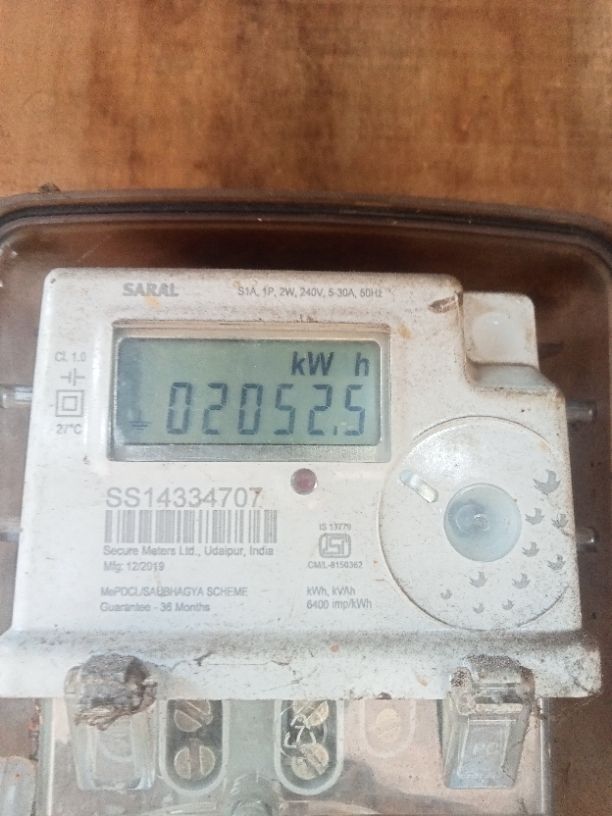 SARAL
S1A, 1P, 2W, 240V, 5-30A, 50Hz
kW h
02052.5
CL 1.0
27°C
SS14334707
Secure Meters Ltd., Udaipur, India
Mfg: 12/2019
MePDCL/SAUBHAGYA SCHEME
Guarantee - 36 Months
IS 13779
ISI
CM/L-8150362
kWh, kVAh
6400 imp/kWh